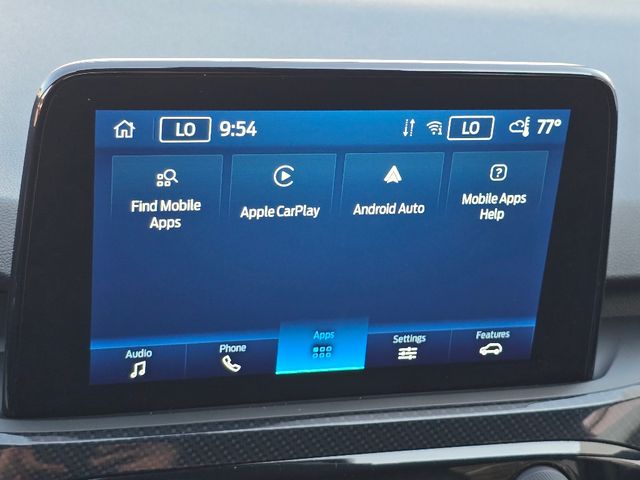 LO 9:54 LO 77°
Find Mobile
Apps
Apple CarPlay
Android Auto
Mobile Apps
Help
Audio
Phone
Apps
Settings
Features